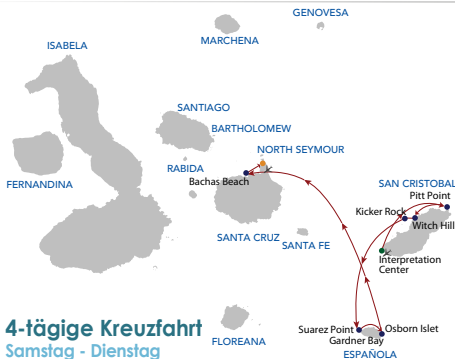 GENOVESA
MARCHENA
ISABELA
SANTIAGO
BARTHOLOMEW
NORTH SEYMOUR
RABIDA
Bachas Beach
FERNANDINA
SAN CRISTOBAL
Pitt Point
Kicker Rock
Witch Hill
SANTA CRUZ
SANTA FE
Interpretation
Center
4-tägige Kreuzfahrt
Samstag - Dienstag
FLOREANA
Suarez Point
Osborn Islet
Gardner Bay
ESPAÑOLA